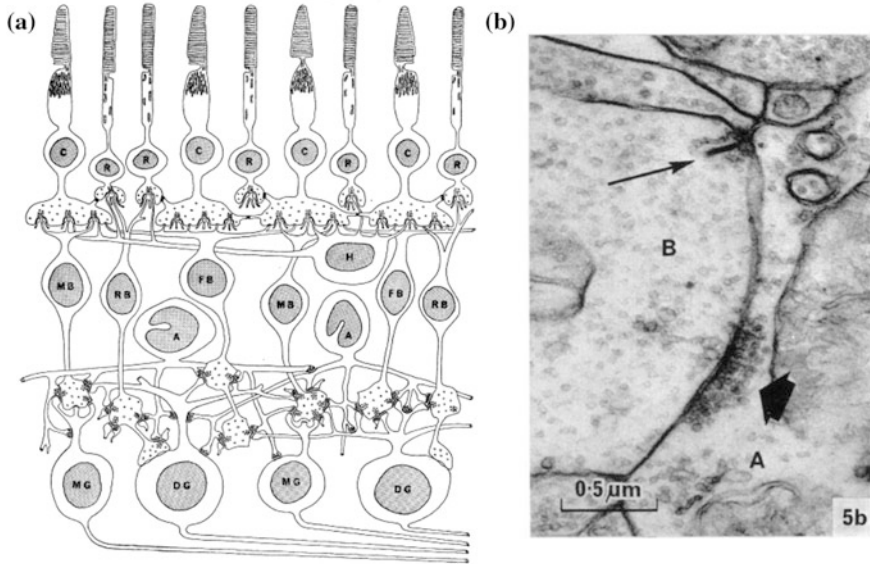 (a)
C R R C R C R C R
H
MB RB FB MB FB RB
A A
MG DG MG DG
(b)
B
A
0·5 μm
5b